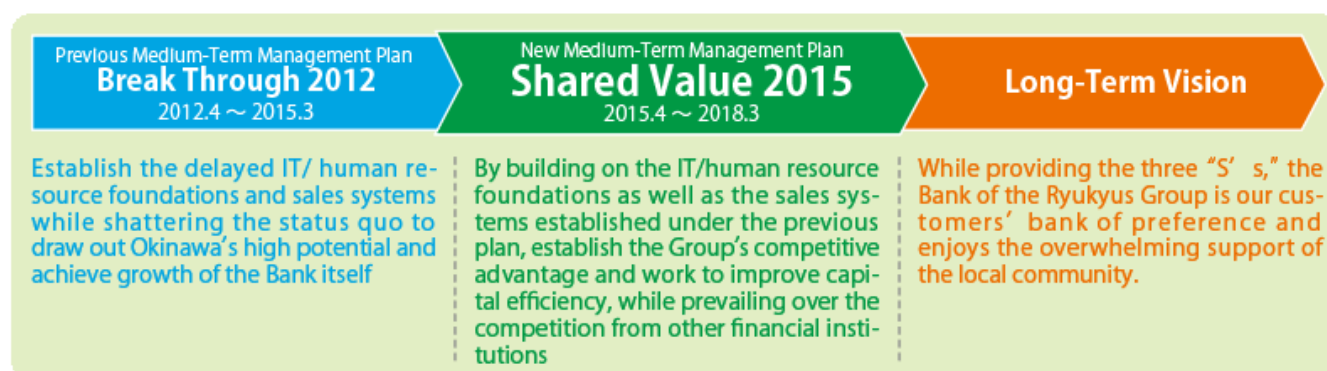 Previous Medium-Term Management Plan
Break Through 2012
2012.4 ～ 2015.3
New Medium-Term Management Plan
Shared Value 2015
2015.4 ～ 2018.3
Long-Term Vision
Establish the delayed IT/ human re-
source foundations and sales systems
while shattering the status quo to
draw out Okinawa's high potential and
achieve growth of the Bank itself
By building on the IT/human resource
foundations as well as the sales sys-
tems established under the previous
plan, establish the Group's competitive
advantage and work to improve capi-
tal efficiency, while prevailing over the
competition from other financial insti-
tutions
While providing the three “S’ s,” the
Bank of the Ryukyus Group is our cus-
tomers’ bank of preference and
enjoys the overwhelming support of
the local community.